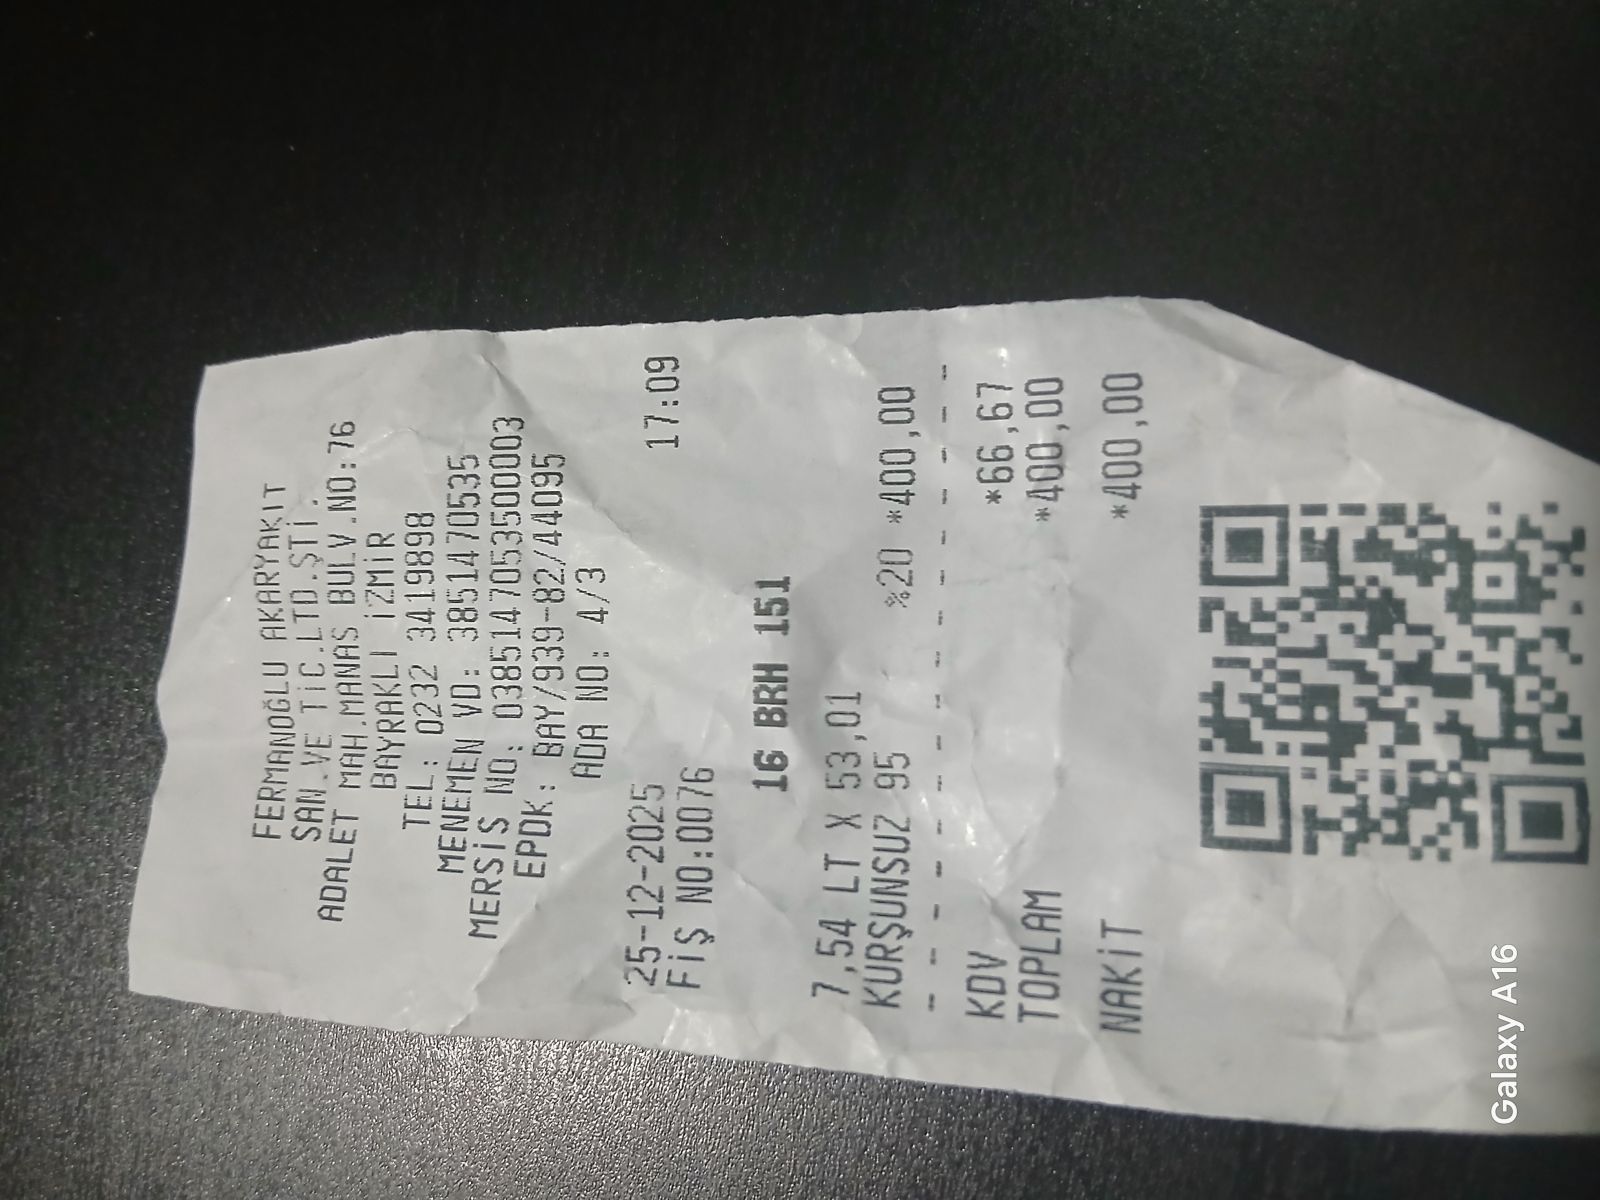 FERMANOĞLU AKARYAKIT
SAN.VE TİC.LTD.ŞTİ.
ADALET MAH.MANAS BULV.NO:76
BAYRAKLI İZMİR
TEL: 0232 3419898
MENEMEN VD: 3851470535
MERSİS NO: 0385147053500003
EPDK: BAY/939-82/44095
ADA NO: 4/3
25-12-2025 17:09
FİŞ NO:0076
16 BRH 151
7,54 LT X 53,01
KURŞUNSUZ 95 %20 *400,00
KDV *66,67
TOPLAM *400,00
NAKİT *400,00
Galaxy A16